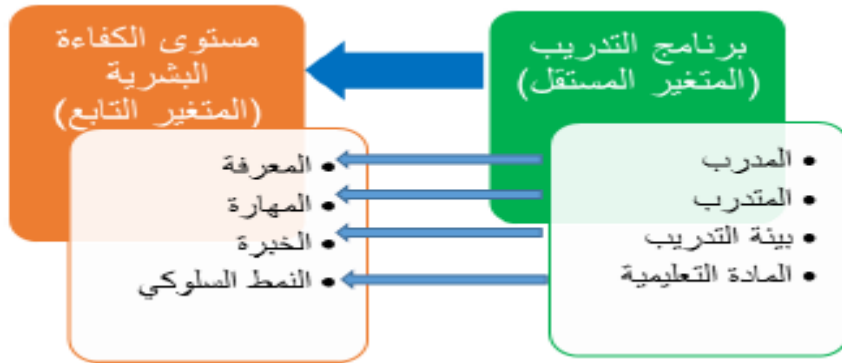 برنامج التدريب
(المتغير المستقل)
• المدرب
• المتدرب
• بيئة التدريب
• المادة التعليمية
مستوى الكفاءة
البشرية
(المتغير التابع)
• المعرفة
• المهارة
• الخبرة
• النمط السلوكي